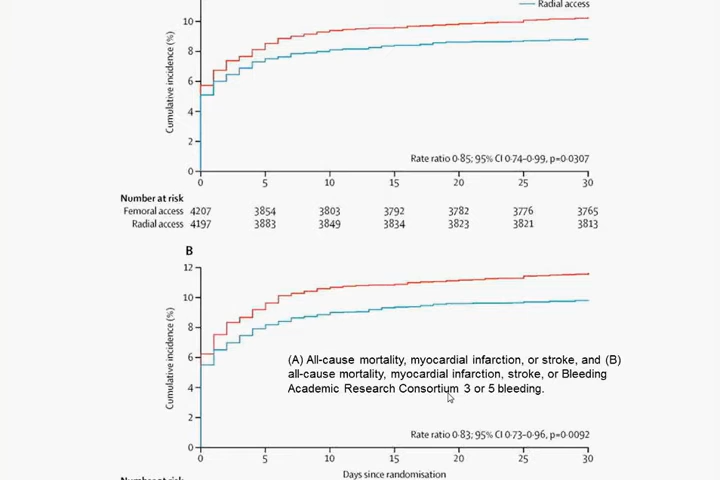 Radial access
10
8
6
4
2
0
Cumulative incidence (%)
Rate ratio 0·85; 95% CI 0·74–0·99, p=0·0307
0 5 10 15 20 25 30
Number at risk
Femoral access 4207 3854 3803 3792 3782 3776 3765
Radial access 4197 3883 3849 3834 3823 3821 3813
B
12
10
8
6
4
2
0
Cumulative incidence (%)
(A) All-cause mortality, myocardial infarction, or stroke, and (B)
all-cause mortality, myocardial infarction, stroke, or Bleeding
Academic Research Consortium 3 or 5 bleeding.
Rate ratio 0·83; 95% CI 0·73–0·96, p=0·0092
0 5 10 15 20 25 30
Days since randomisation
Number at risk